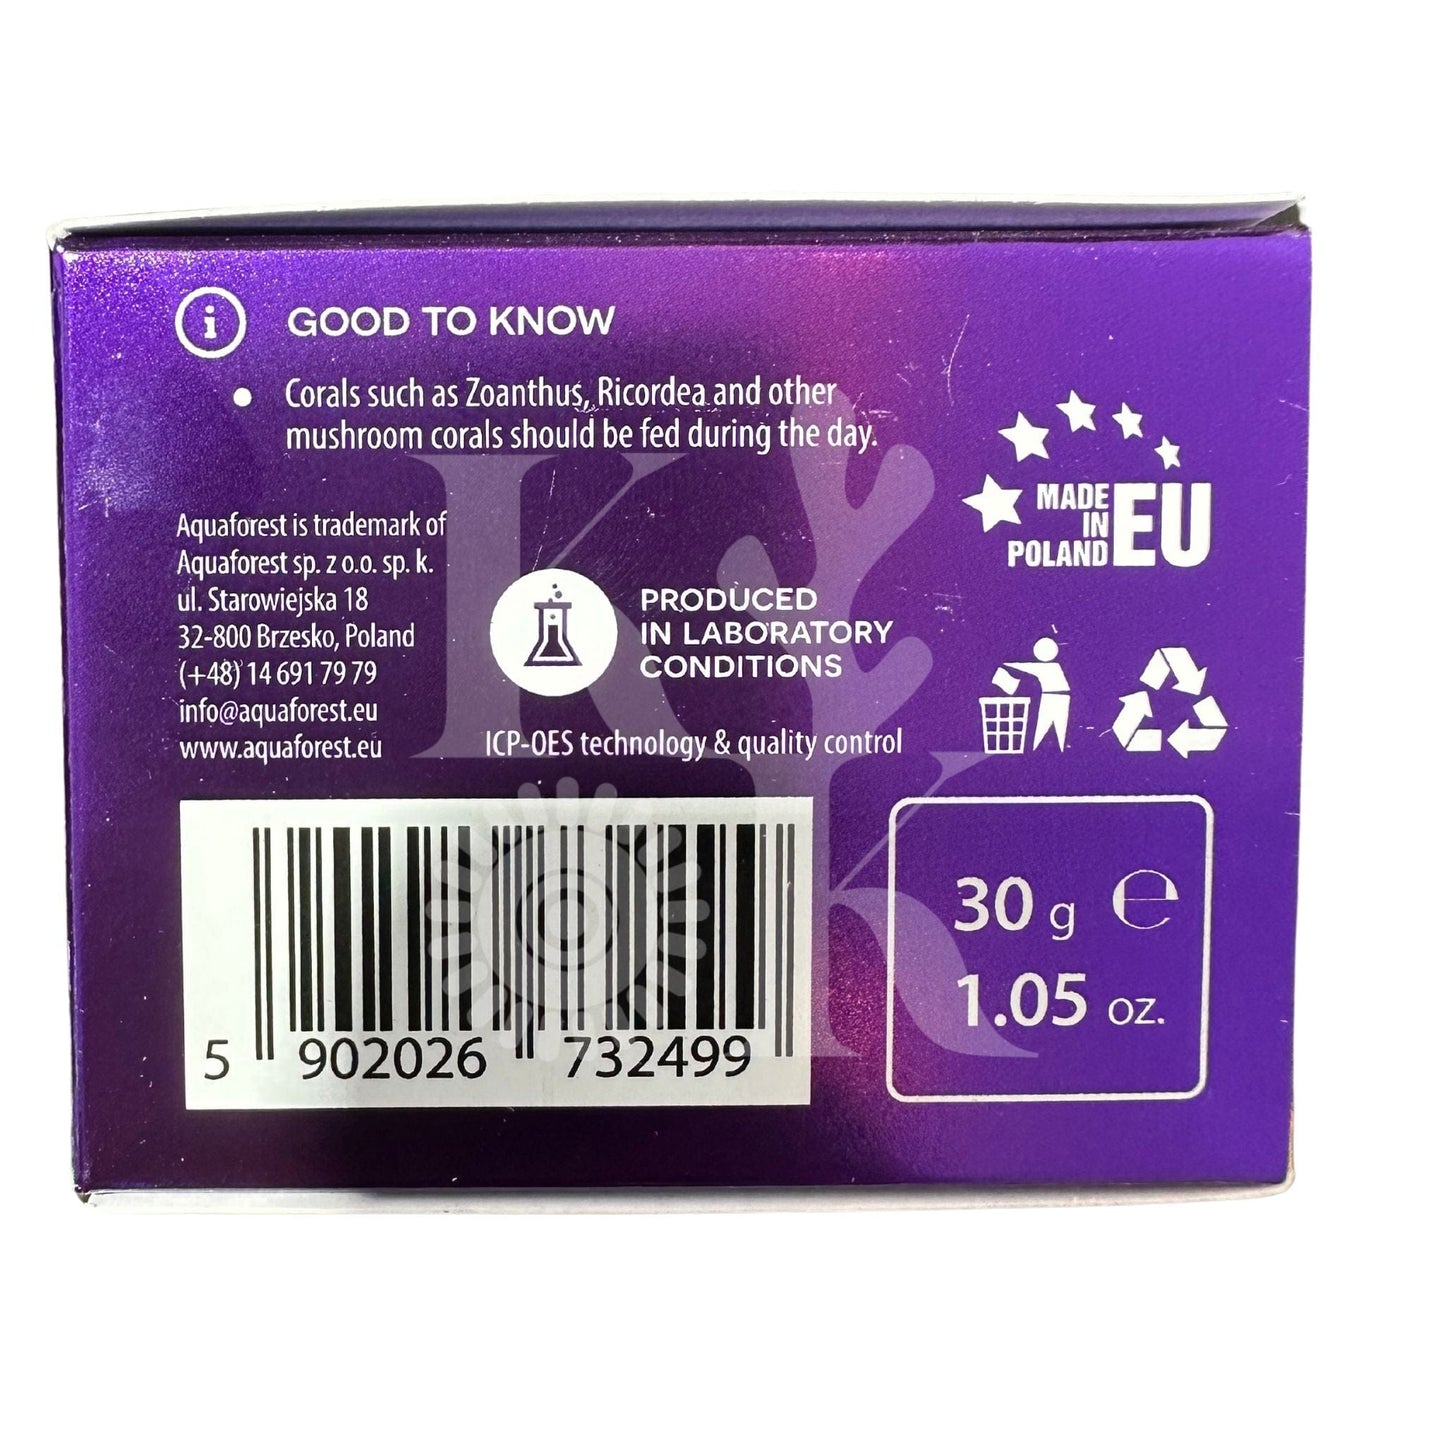 i GOOD TO KNOW
• Corals such as Zoanthus, Ricordea and other
mushroom corals should be fed during the day.
Aquaforest is trademark of
Aquaforest sp. z o.o. sp. k.
ul. Starowiejska 18
32-800 Brzesko, Poland
(+48) 14 691 79 79
info@aquaforest.eu
www.aquaforest.eu
PRODUCED
IN LABORATORY
CONDITIONS
ICP-OES technology & quality control
MADE
IN
POLAND
EU
5 902026 732499
30 g ℮
1.05 oz.
K
k